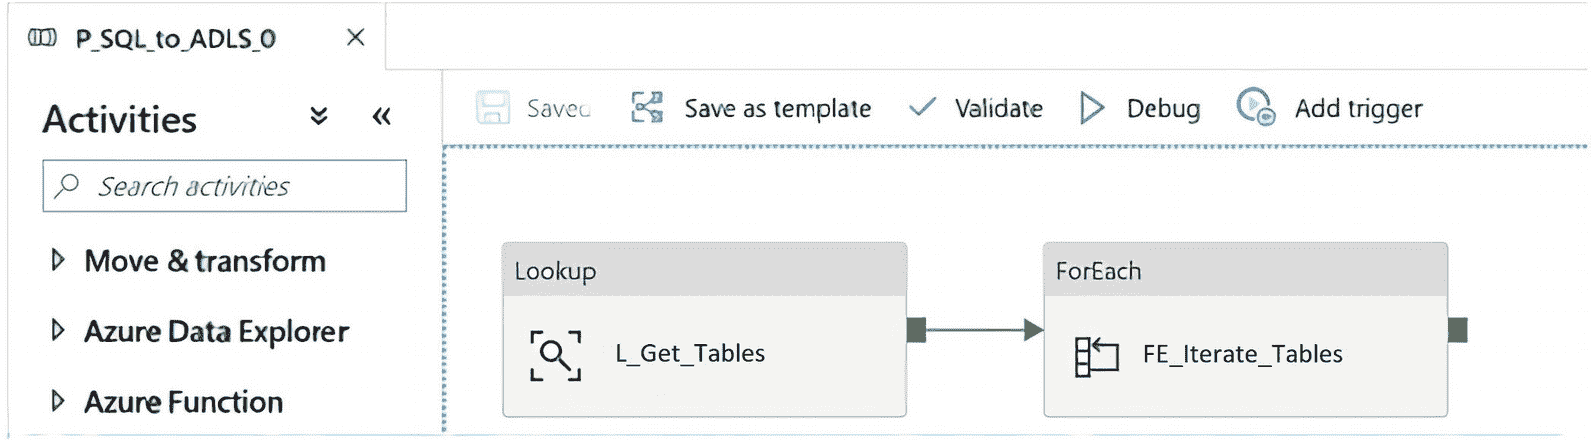 P_SQL_to_ADLS_0
Activities
Saved Save as template Validate Debug Add trigger
Search activities
Move & transform
Azure Data Explorer
Azure Function
Lookup
L_Get_Tables
ForEach
FE_Iterate_Tables